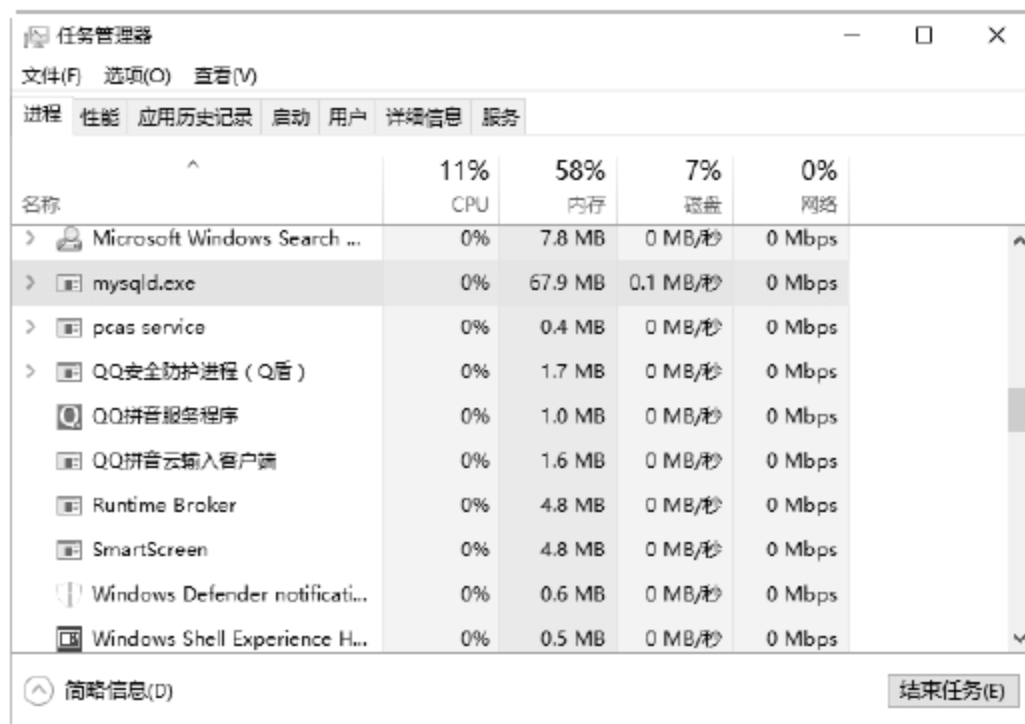 任务管理器
文件(F) 选项(O) 查看(V)
进程 性能 应用历史记录 启动 用户 详细信息 服务
11% 58% 7% 0%
名称 CPU 内存 磁盘 网络
Microsoft Windows Search ... 0% 7.8 MB 0 MB/秒 0 Mbps
mysqld.exe 0% 67.9 MB 0.1 MB/秒 0 Mbps
pcas service 0% 0.4 MB 0 MB/秒 0 Mbps
QQ安全防护进程（Q盾） 0% 1.7 MB 0 MB/秒 0 Mbps
QQ拼音服务程序 0% 1.0 MB 0 MB/秒 0 Mbps
QQ拼音云输入客户端 0% 1.6 MB 0 MB/秒 0 Mbps
Runtime Broker 0% 4.8 MB 0 MB/秒 0 Mbps
SmartScreen 0% 4.8 MB 0 MB/秒 0 Mbps
Windows Defender notificati... 0% 0.6 MB 0 MB/秒 0 Mbps
Windows Shell Experience H... 0% 0.5 MB 0 MB/秒 0 Mbps
简略信息(D) 结束任务(E)